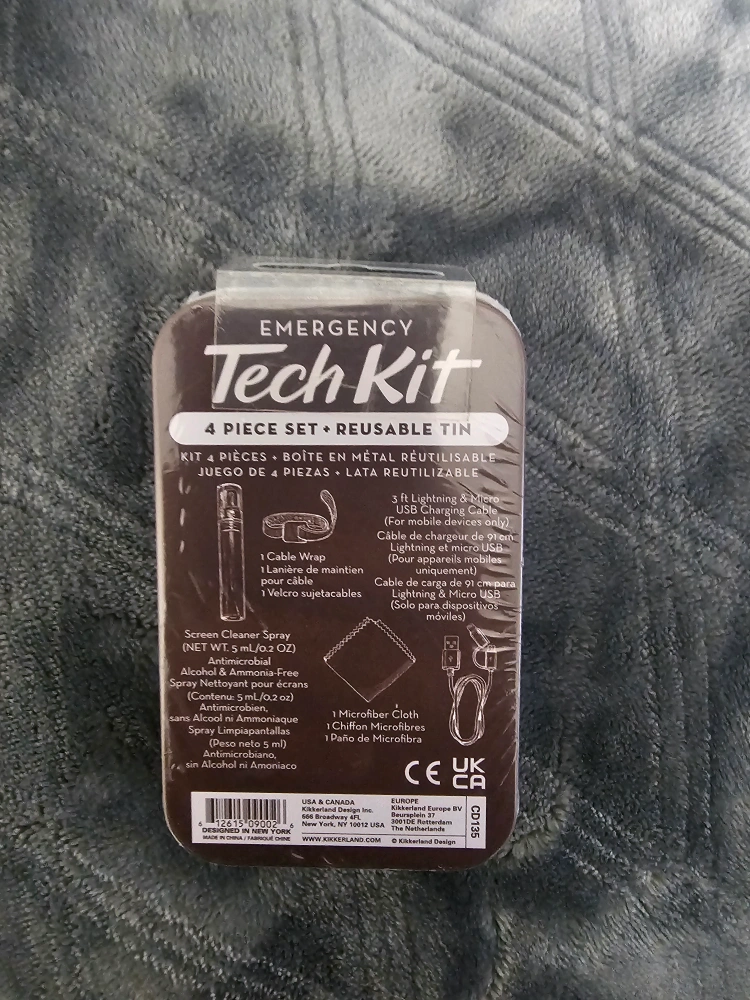 EMERGENCY
Tech Kit
4 PIECE SET + REUSABLE TIN
KIT 4 PIÈCES + BOÎTE EN MÉTAL RÉUTILISABLE
JUEGO DE 4 PIEZAS + LATA REUTILIZABLE
3 ft Lightning & Micro
USB Charging Cable
(For mobile devices only)
Câble de chargeur de 91 cm
Lightning et micro USB
(Pour appareils mobiles
uniquement)
Cable de carga de 91 cm para
Lightning & Micro USB
(Solo para dispositivos
móviles)
1 Cable Wrap
1 Lanière de maintien
pour câble
1 Velcro sujetacables
Screen Cleaner Spray
(NET WT. 5 mL/0.2 OZ)
Antimicrobial
Alcohol & Ammonia-Free
Spray Nettoyant pour écrans
(Contenu: 5 mL/0,2 oz)
Antimicrobien,
sans Alcool ni Ammoniaque
Spray Limpiapantallas
(Peso neto 5 ml)
Antimicrobiano,
sin Alcohol ni Amoniaco
1 Microfiber Cloth
1 Chiffon Microfibres
1 Paño de Microfibra
CE UK
CA
6 12615 09002 6
DESIGNED IN NEW YORK
MADE IN CHINA / FABRIQUÉ CHINE
USA & CANADA
Kikkerland Design Inc.
666 Broadway 4FL
New York, NY 10012 USA
WWW.KIKKERLAND.COM
EUROPE
Kikkerland Europe BV
Beursplein 37
3001DE Rotterdam
The Netherlands
© Kikkerland Design
CD135